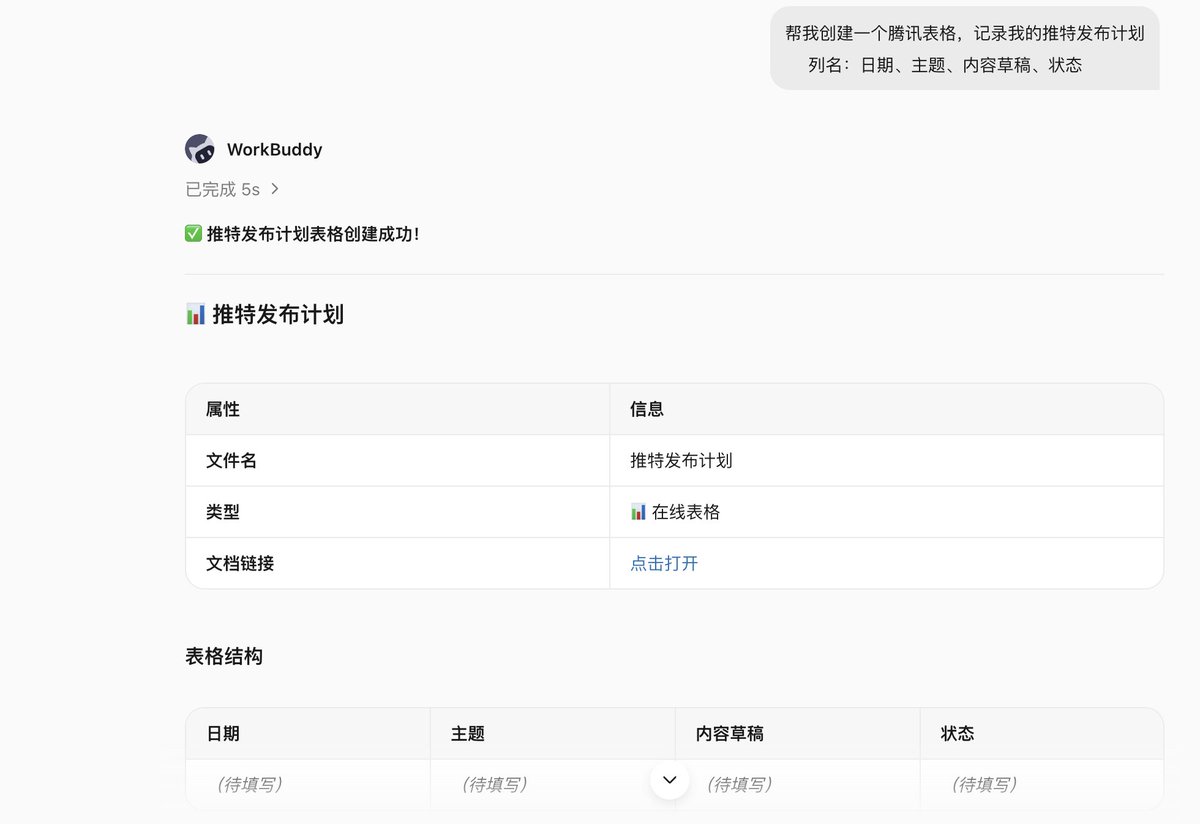 帮我创建一个腾讯表格，记录我的推特发布计划
列名：日期、主题、内容草稿、状态
WorkBuddy
已完成 5s
推特发布计划表格创建成功！
推特发布计划
属性 信息
文件名 推特发布计划
类型 在线表格
文档链接 点击打开
表格结构
日期 主题 内容草稿 状态
（待填写） （待填写） （待填写） （待填写）